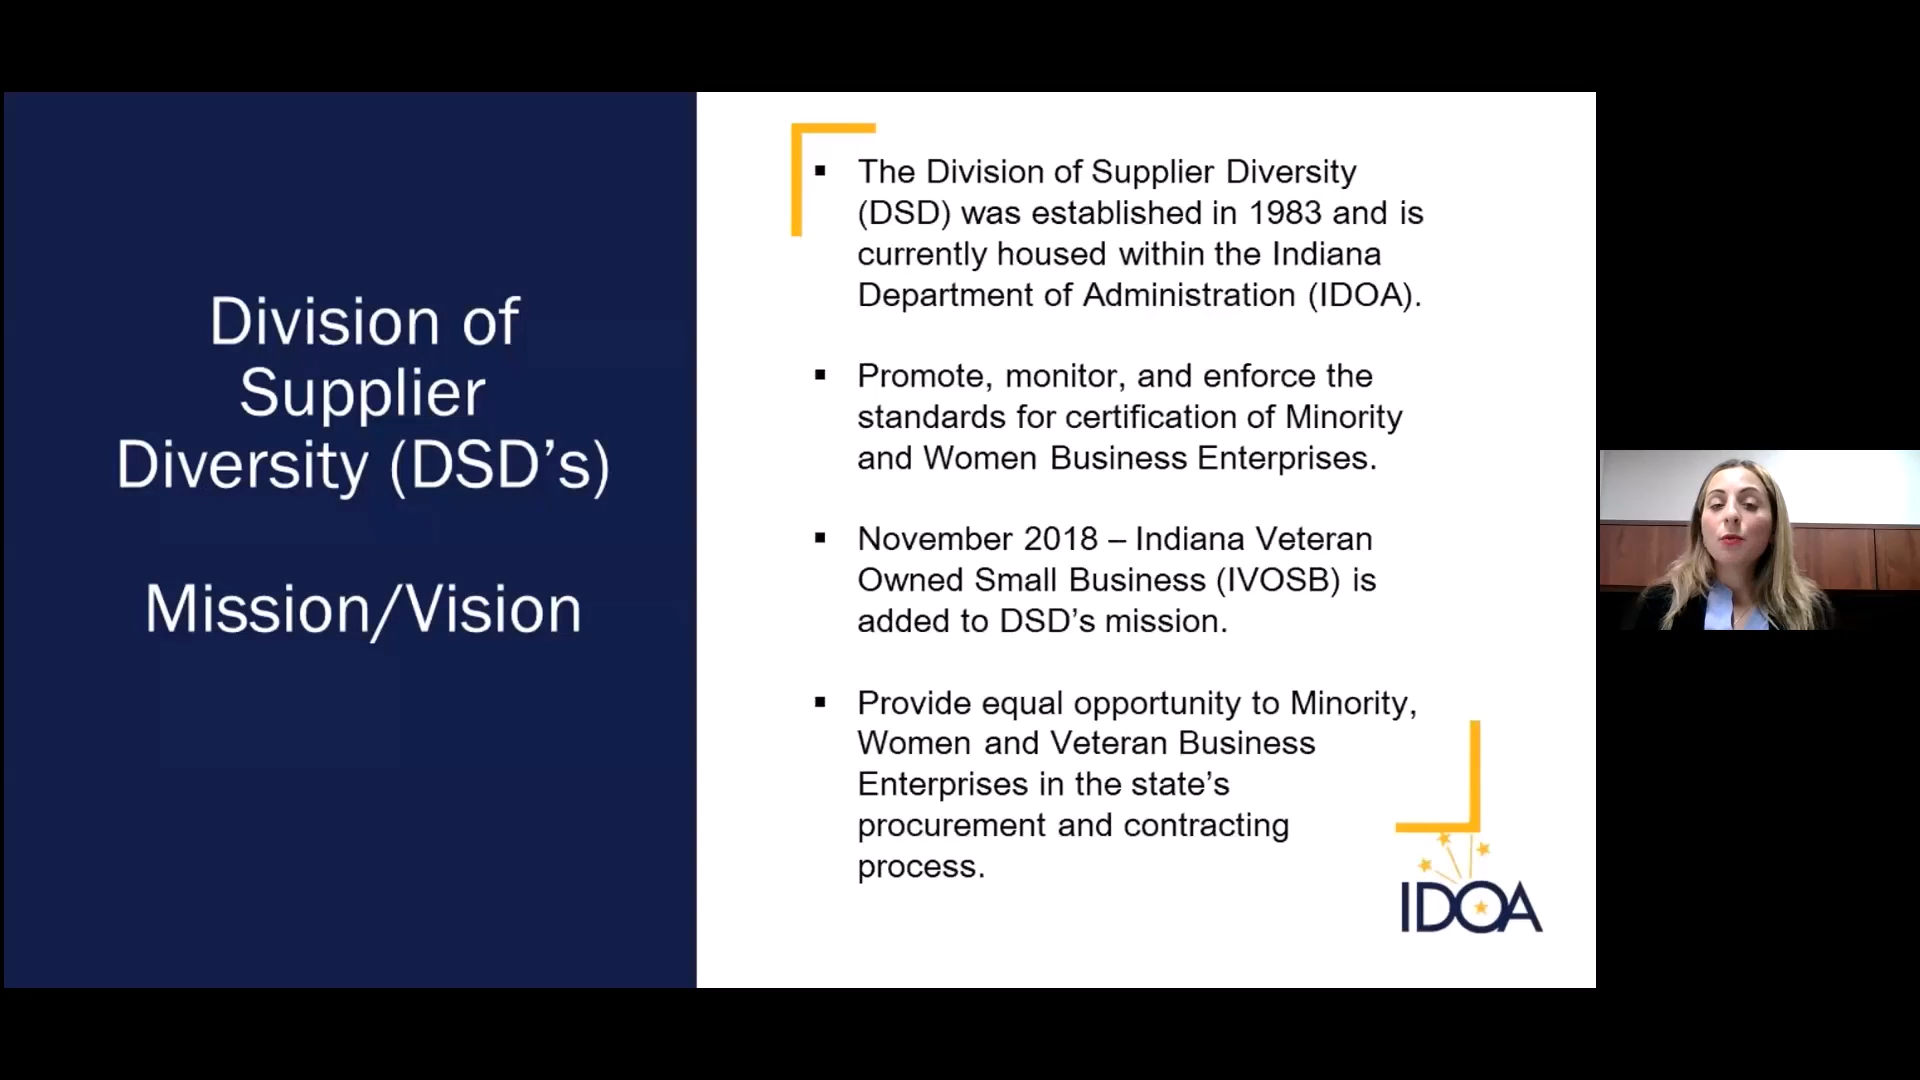 Division of
Supplier
Diversity (DSD's)
Mission/Vision
▪ The Division of Supplier Diversity
(DSD) was established in 1983 and is
currently housed within the Indiana
Department of Administration (IDOA).
▪ Promote, monitor, and enforce the
standards for certification of Minority
and Women Business Enterprises.
▪ November 2018 – Indiana Veteran
Owned Small Business (IVOSB) is
added to DSD's mission.
▪ Provide equal opportunity to Minority,
Women and Veteran Business
Enterprises in the state's
procurement and contracting
process.
IDOA